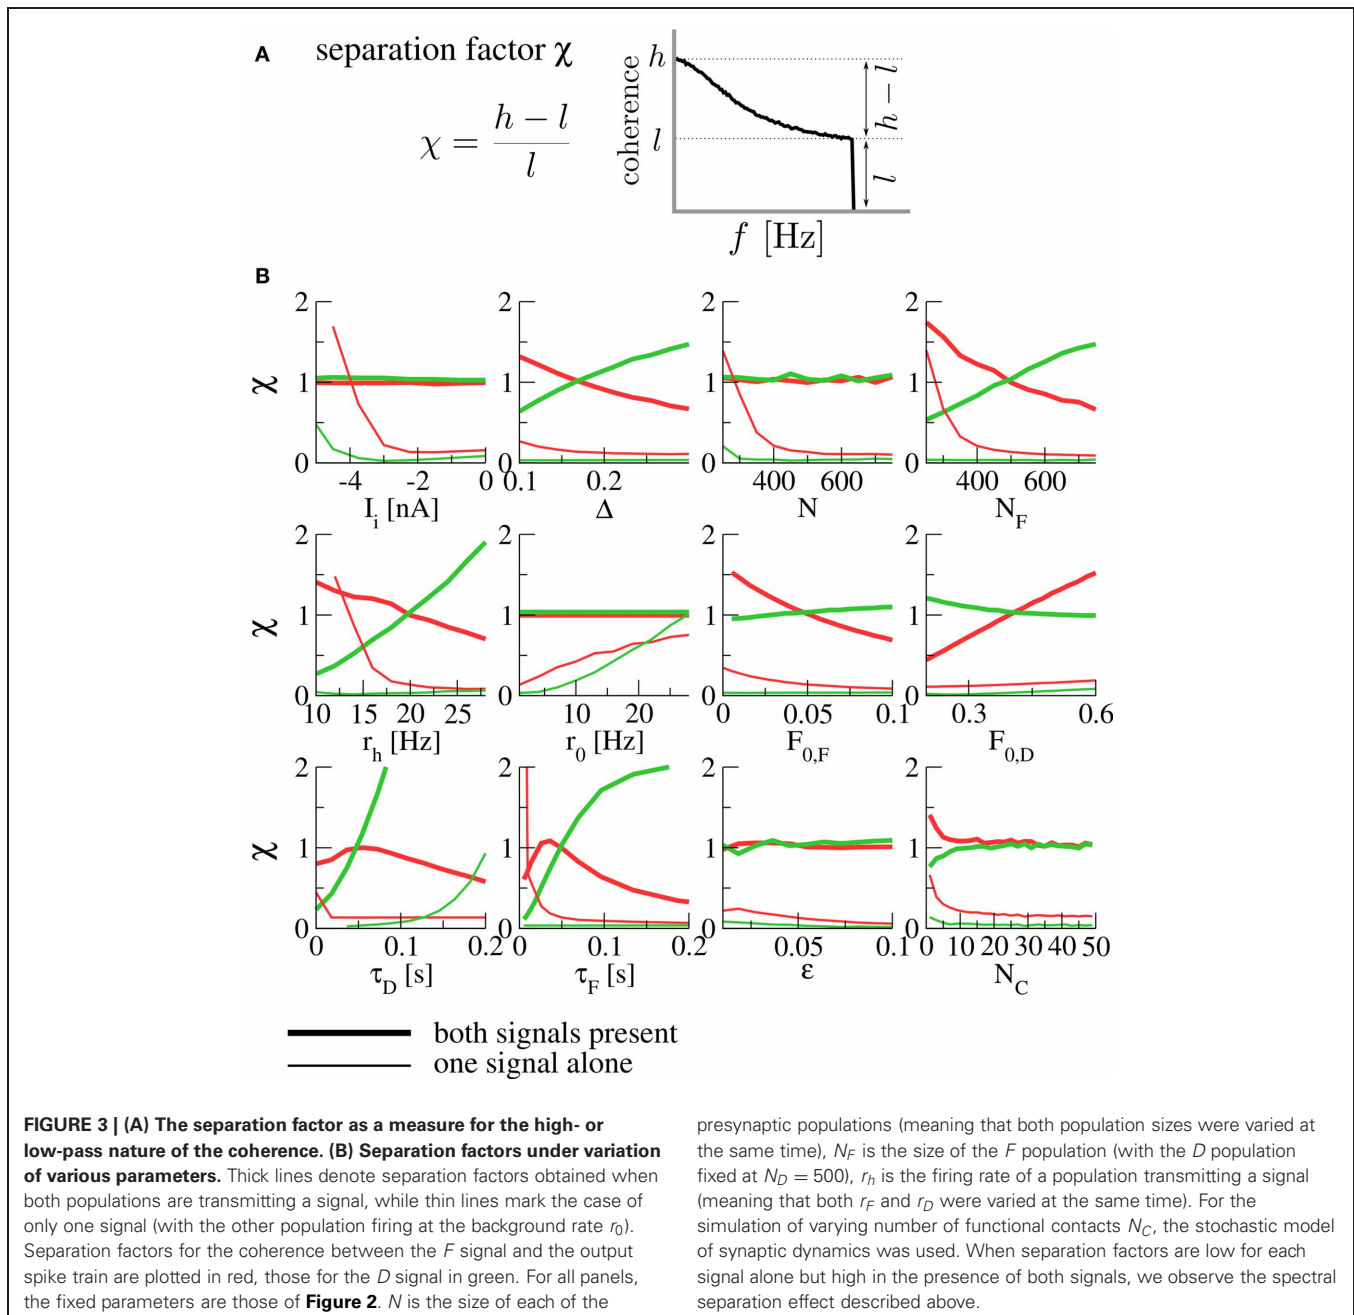 A
separation factor χ
χ = h − l / l
coherence
h
l
h − l
l
f [Hz]
B
χ
2
1
0
-4 -2 0
I_i [nA]
2
1
0
0.1 0.2
Δ
2
1
0
400 600
N
2
1
0
400 600
N_F
χ
2
1
0
10 15 20 25
r_h [Hz]
2
1
0
10 20
r_0 [Hz]
2
1
0
0 0.05 0.1
F_0,F
2
1
0
0.3 0.6
F_0,D
χ
2
1
0
0 0.1 0.2
τ_D [s]
2
1
0
0 0.1 0.2
τ_F [s]
2
1
0
0.05 0.1
ε
2
1
0
0 10 20 30 40 50
N_C
both signals present
one signal alone
FIGURE 3 | (A) The separation factor as a measure for the high- or
low-pass nature of the coherence. (B) Separation factors under variation
of various parameters. Thick lines denote separation factors obtained when
both populations are transmitting a signal, while thin lines mark the case of
only one signal (with the other population firing at the background rate r0).
Separation factors for the coherence between the F signal and the output
spike train are plotted in red, those for the D signal in green. For all panels,
the fixed parameters are those of Figure 2. N is the size of each of the
presynaptic populations (meaning that both population sizes were varied at
the same time), NF is the size of the F population (with the D population
fixed at ND = 500), rh is the firing rate of a population transmitting a signal
(meaning that both rF and rD were varied at the same time). For the
simulation of varying number of functional contacts NC, the stochastic model
of synaptic dynamics was used. When separation factors are low for each
signal alone but high in the presence of both signals, we observe the spectral
separation effect described above.